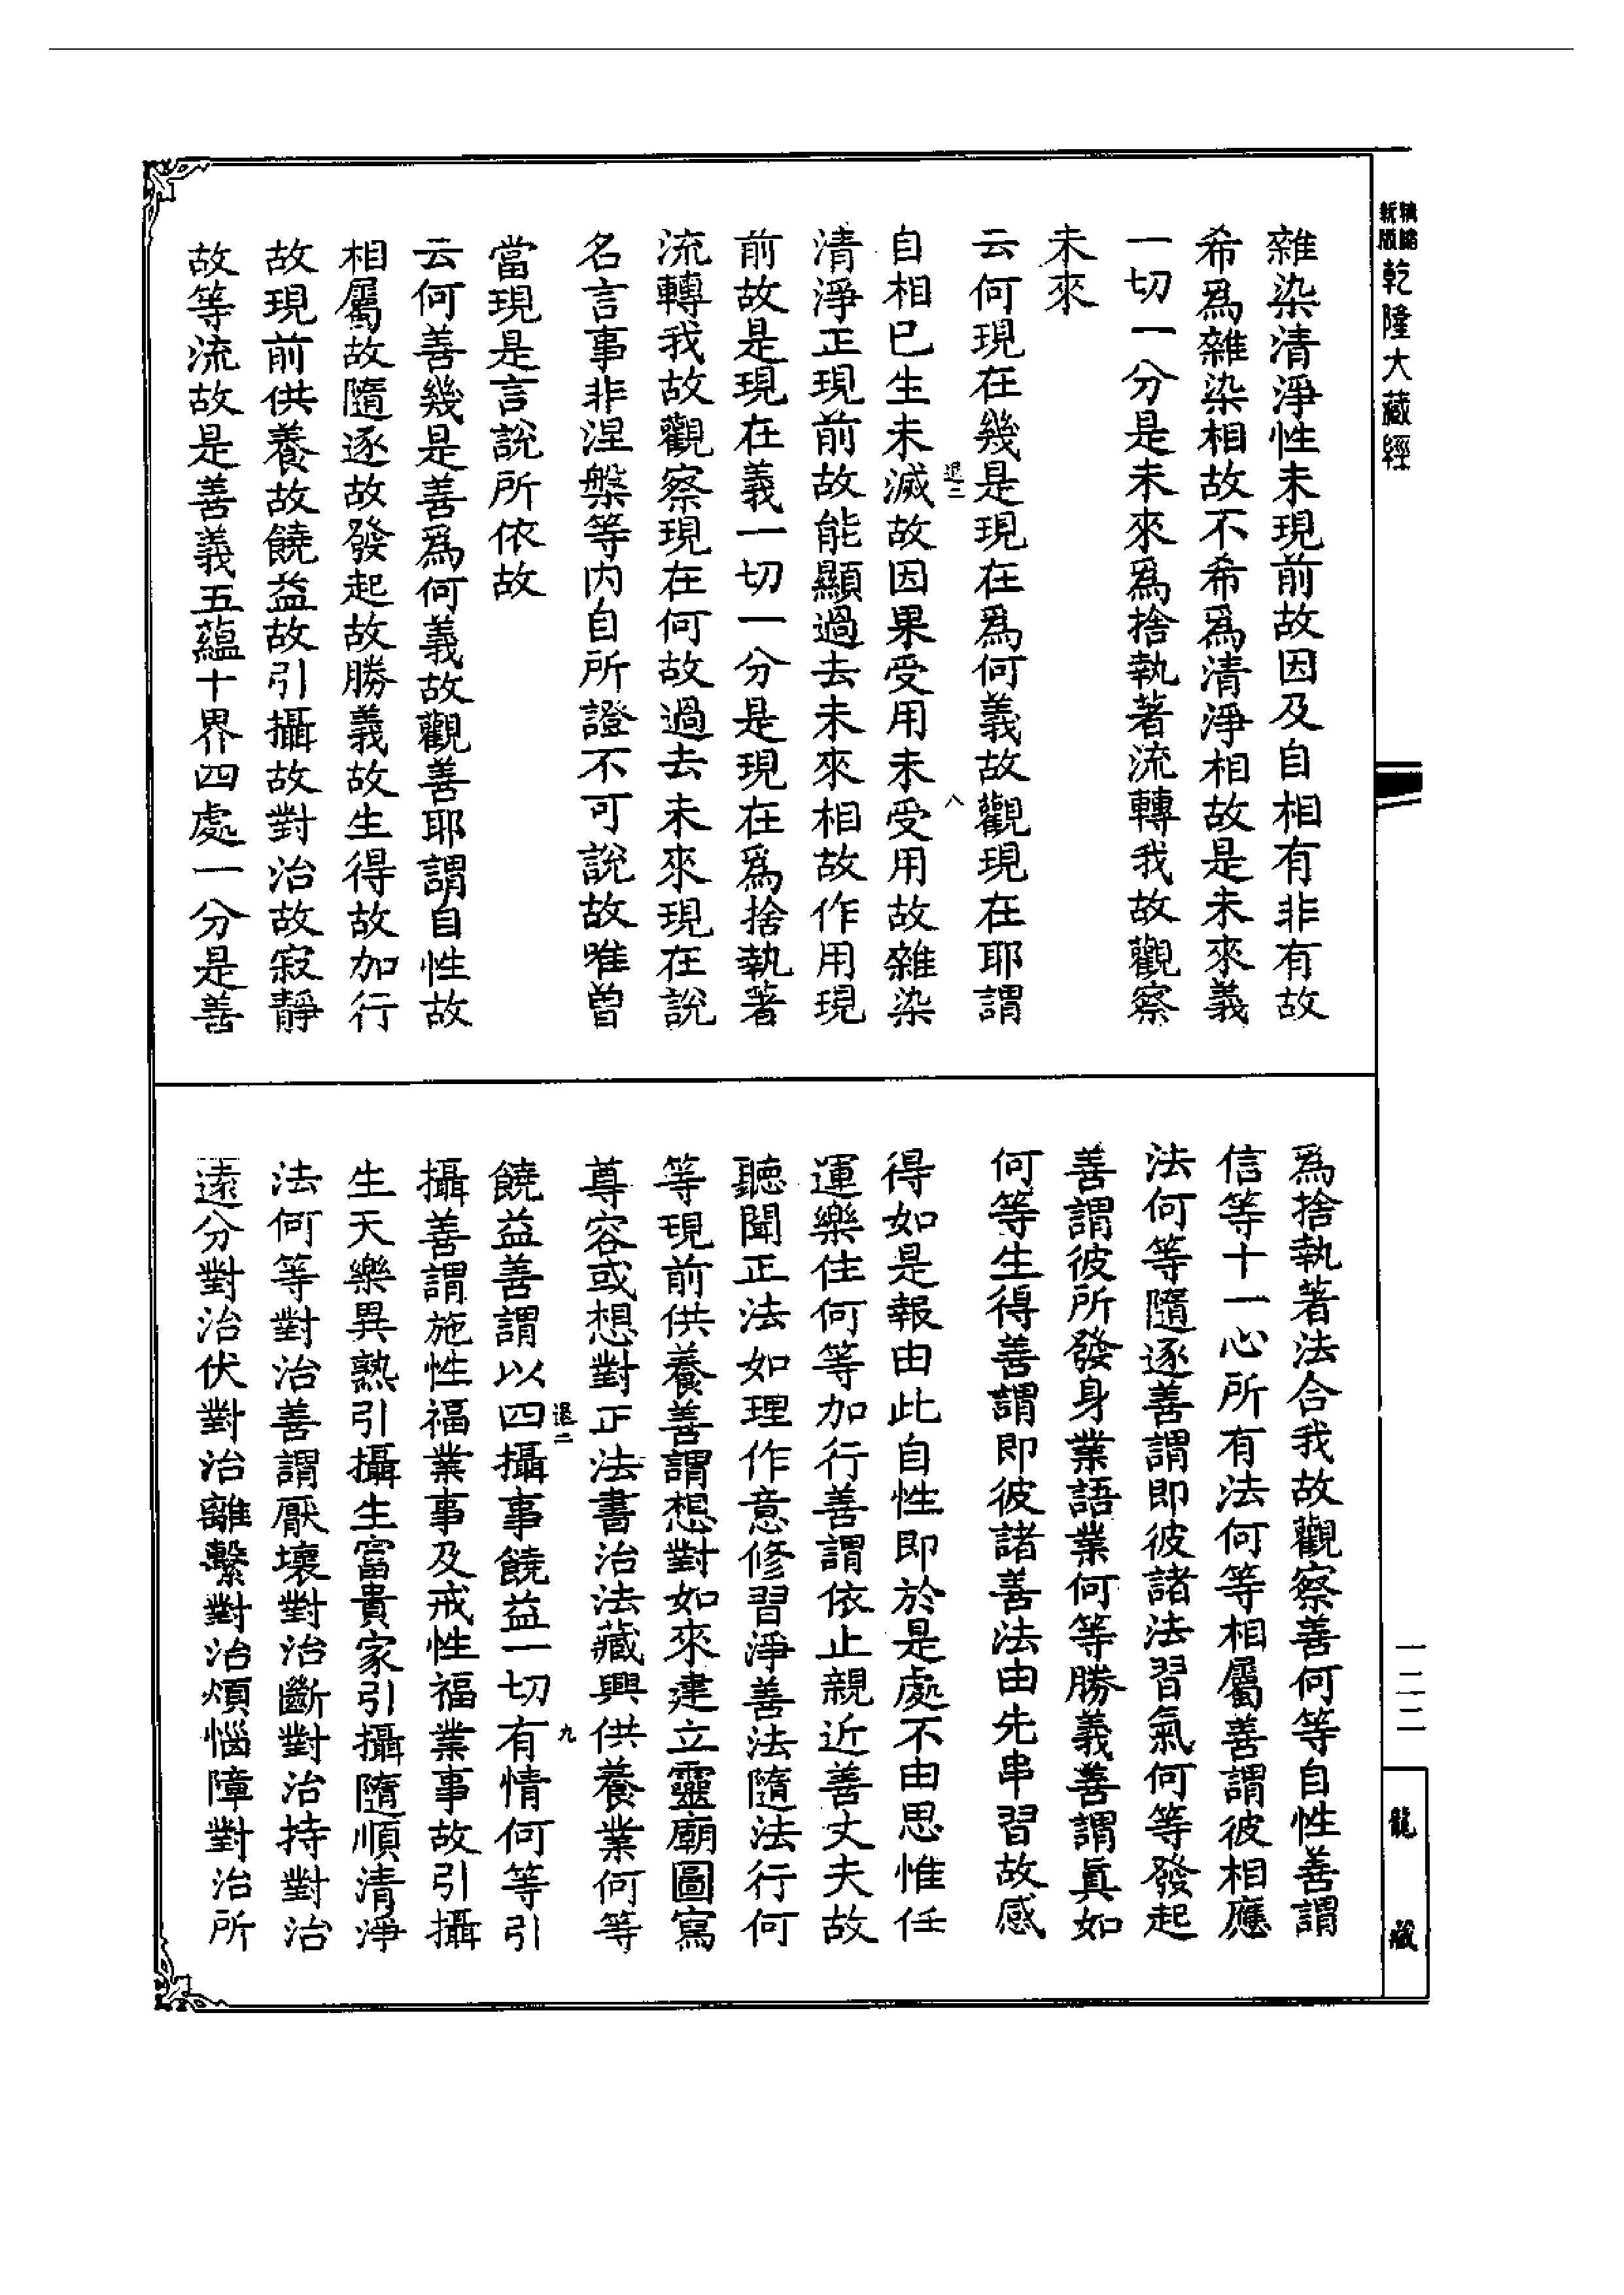 新版精縮乾隆大藏經
雜染清淨性未現前故因及自相有非有故
希爲雜染相故不希爲清淨相故是未來義
一切一分是未來爲捨執著流轉我故觀察
未來
云何現在幾是現在爲何義故觀現在耶謂
自相已生未滅故因果受用未受用故雜染
退三
八
清淨正現前故能顯過去未來相故作用現
前故是現在義一切一分是現在爲捨執著
流轉我故觀察現在何故過去未來現在說
名言事非涅槃等內自所證不可說故唯曾
當現是言說所依故
云何善幾是善爲何義故觀善耶謂自性故
相屬故隨逐故發起故勝義故生得故加行
故現前供養故饒益故引攝故對治故寂靜
故等流故是善義五蘊十界四處一分是善
爲捨執著法合我故觀察善何等自性善謂
信等十一心所有法何等相屬善謂彼相應
法何等隨逐善謂即彼諸法習氣何等發起
善謂彼所發身業語業何等勝義善謂眞如
何等生得善謂即彼諸善法由先串習故感
得如是報由此自性即於是處不由思惟任
運樂住何等加行善謂依止親近善丈夫故
聽聞正法如理作意修習淨善法隨法行何
等現前供養善謂想對如來建立靈廟圖寫
尊容或想對正法書治法藏興供養業何等
退二
九
饒益善謂以四攝事饒益一切有情何等引
攝善謂施性福業事及戒性福業事故引攝
生天樂異熟引攝生富貴家引攝隨順清淨
法何等對治善謂厭壞對治斷對治持對治
遠分對治伏對治離繫對治煩惱障對治所
一二二
龍藏